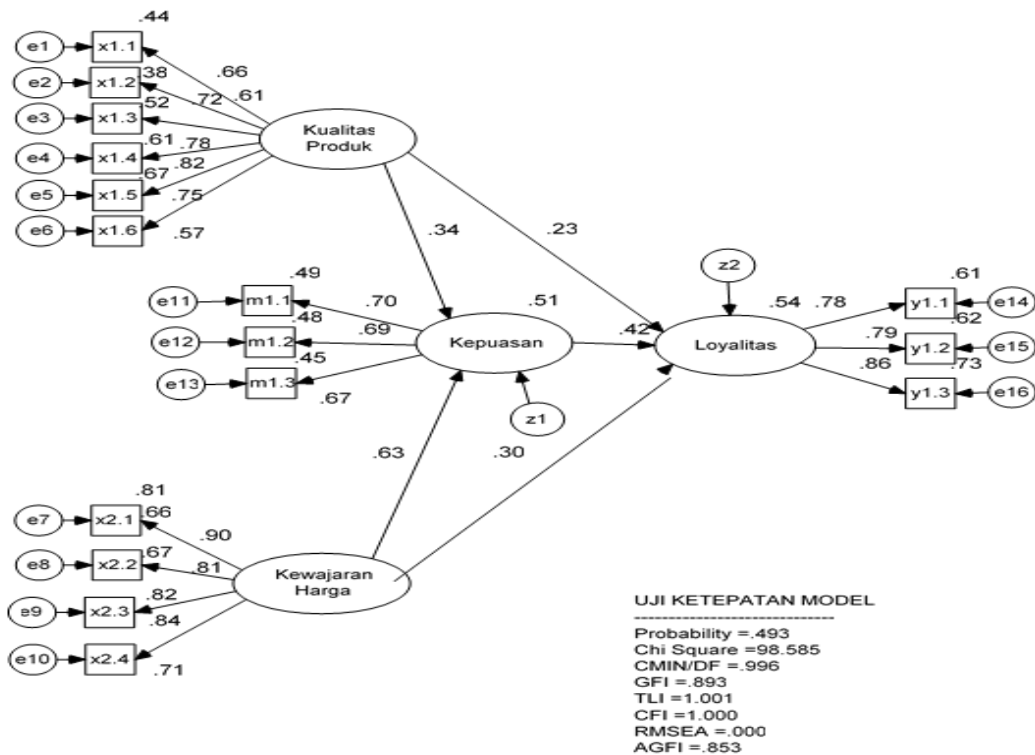 .44
e1 x1.1
.66
e2 x1.2 .38
.72 .61
e3 x1.3 .52
Kualitas
Produk
e4 x1.4 .61 .78
.82
e5 x1.5 .67
.75
e6 x1.6
.57
.34
.23
z2
.49
e11 m1.1
.70
.51
.54 .78
.61
y1.1 e14
.48
e12 m1.2
.69
Kepuasan
.42
Loyalitas
.79
.62
y1.2 e15
.45
e13 m1.3
.67
.86
.73
y1.3 e16
z1
.63
.30
.81
e7 x2.1 .66
.90
e8 x2.2 .67
.81
Kewajaran
Harga
e9 x2.3 .82
.84
e10 x2.4
.71
UJI KETEPATAN MODEL
------------------------------
Probability =.493
Chi Square =98.585
CMIN/DF =.996
GFI =.893
TLI =1.001
CFI =1.000
RMSEA =.000
AGFI =.853